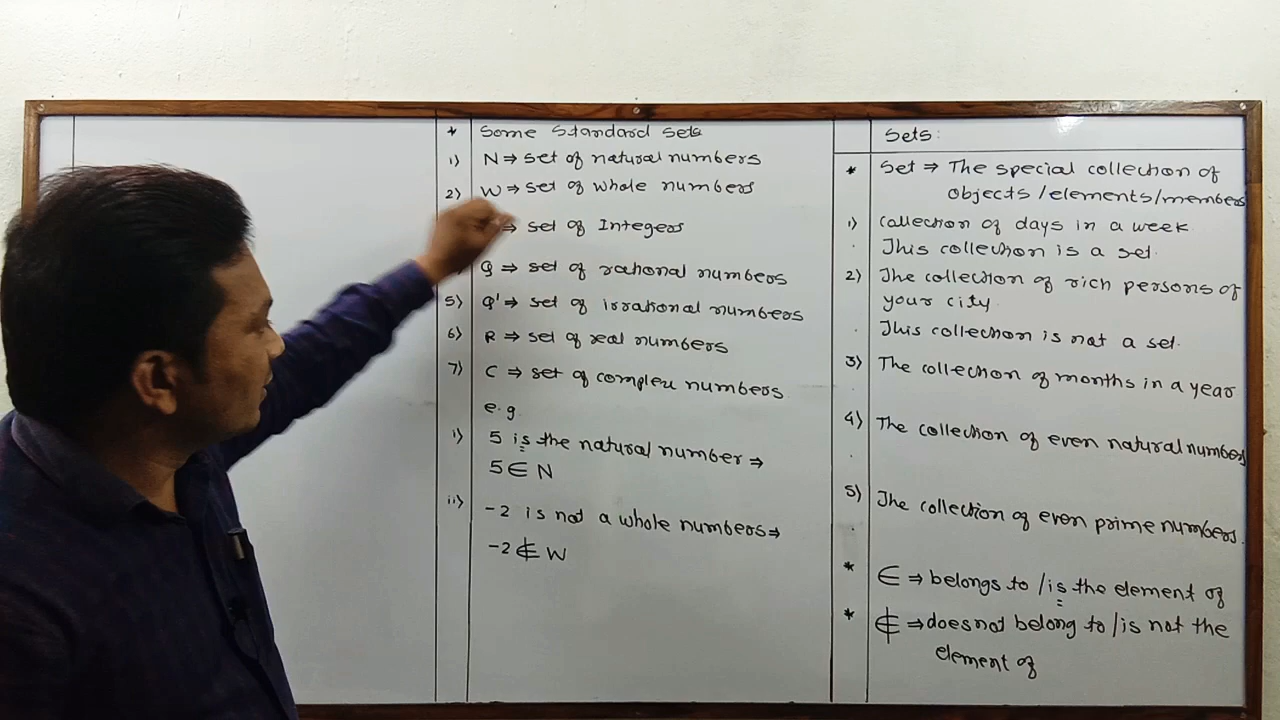 * Some Standard Sets
1) N ⇒ set of natural numbers
2) W ⇒ set of whole numbers
⇒ set of Integers
Q ⇒ set of rational numbers
5) Q' ⇒ set of irrational numbers
6) R ⇒ set of real numbers
7) C ⇒ set of complex numbers
e.g.
i) 5 is the natural number ⇒
5 ∈ N
ii) -2 is not a whole numbers ⇒
-2 ∉ W
Sets:
* Set ⇒ The special collection of
objects/elements/members
1) Collection of days in a week
This collection is a set.
2) The collection of rich persons of
your city.
This collection is not a set.
3) The collection of months in a year
4) The collection of even natural numbers
5) The collection of even prime numbers.
* ∈ ⇒ belongs to / is the element of
* ∉ ⇒ does not belong to / is not the
element of